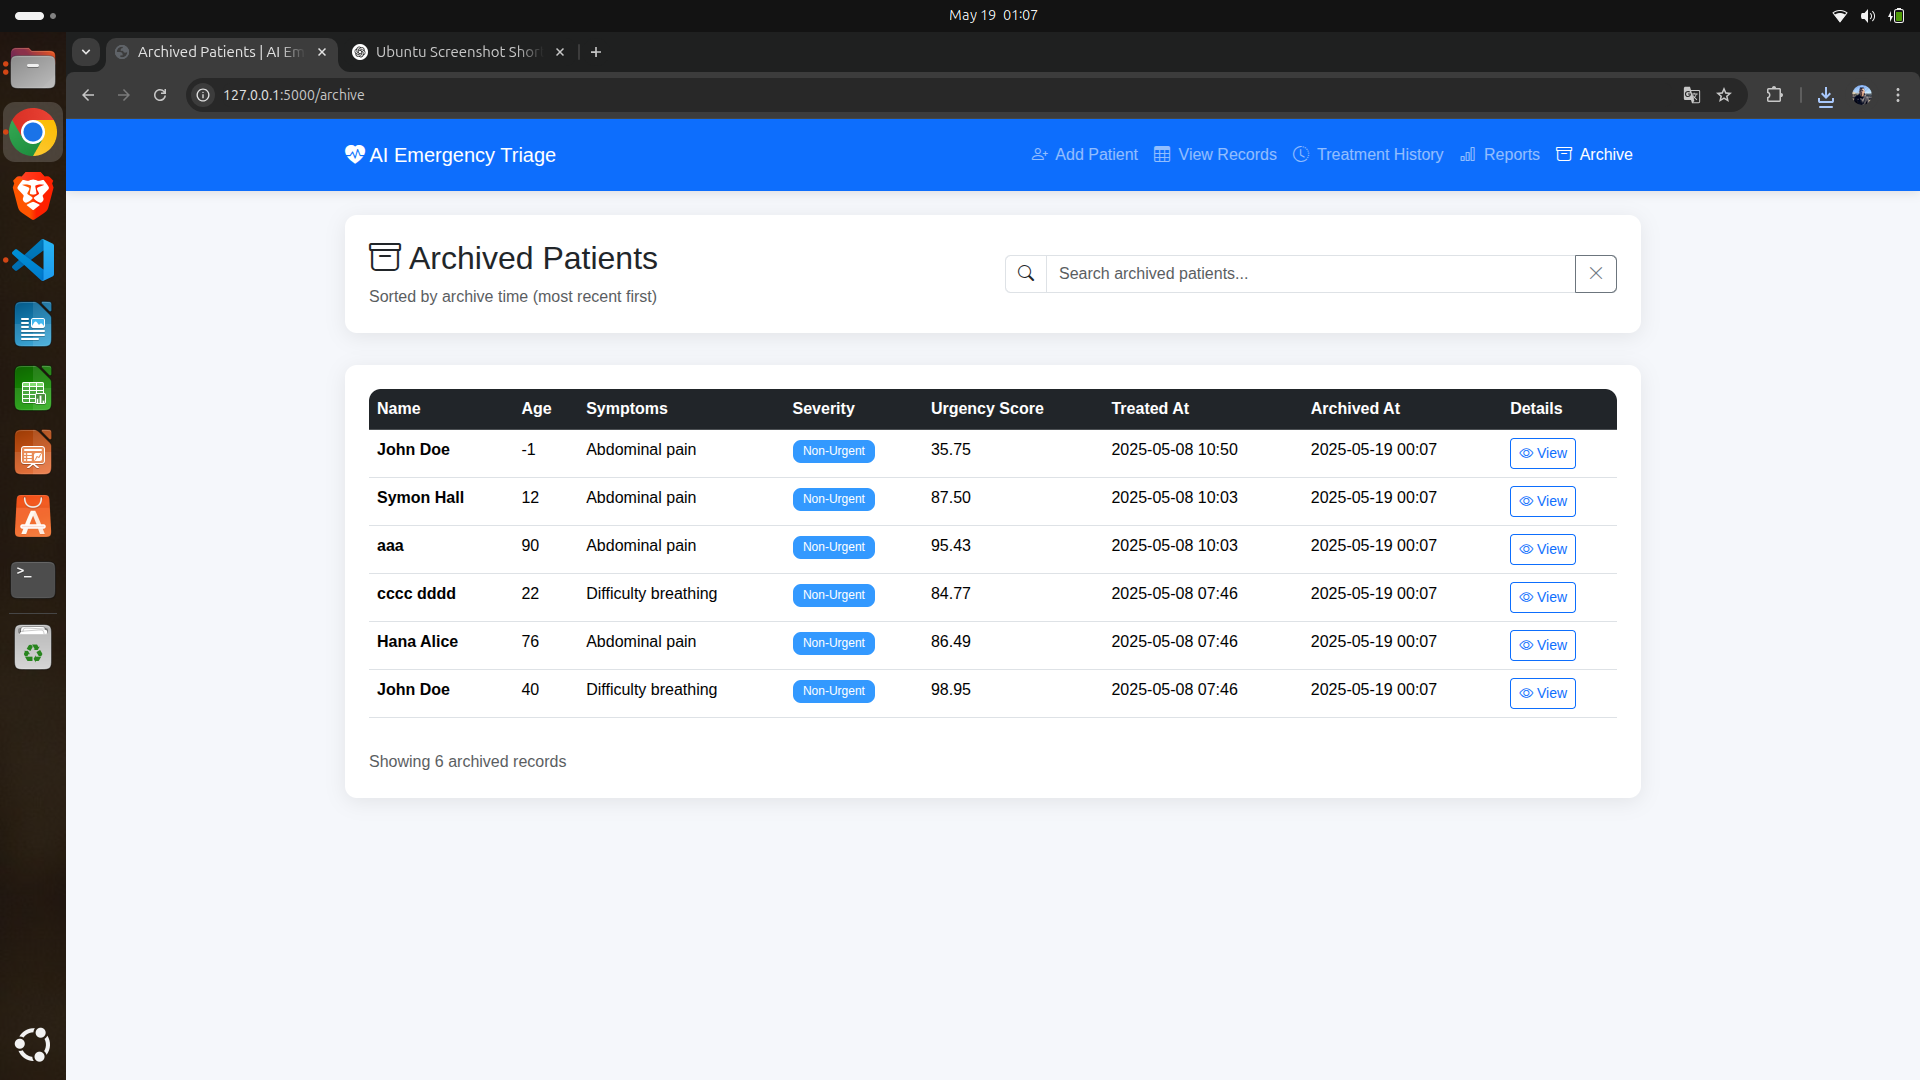 May 19 01:07
Archived Patients | AI Em
Ubuntu Screenshot Shor
127.0.0.1:5000/archive
AI Emergency Triage
Add Patient
View Records
Treatment History
Reports
Archive
Archived Patients
Sorted by archive time (most recent first)
Search archived patients...
Name Age Symptoms Severity Urgency Score Treated At Archived At Details
John Doe -1 Abdominal pain Non-Urgent 35.75 2025-05-08 10:50 2025-05-19 00:07 View
Symon Hall 12 Abdominal pain Non-Urgent 87.50 2025-05-08 10:03 2025-05-19 00:07 View
aaa 90 Abdominal pain Non-Urgent 95.43 2025-05-08 10:03 2025-05-19 00:07 View
cccc dddd 22 Difficulty breathing Non-Urgent 84.77 2025-05-08 07:46 2025-05-19 00:07 View
Hana Alice 76 Abdominal pain Non-Urgent 86.49 2025-05-08 07:46 2025-05-19 00:07 View
John Doe 40 Difficulty breathing Non-Urgent 98.95 2025-05-08 07:46 2025-05-19 00:07 View
Showing 6 archived records